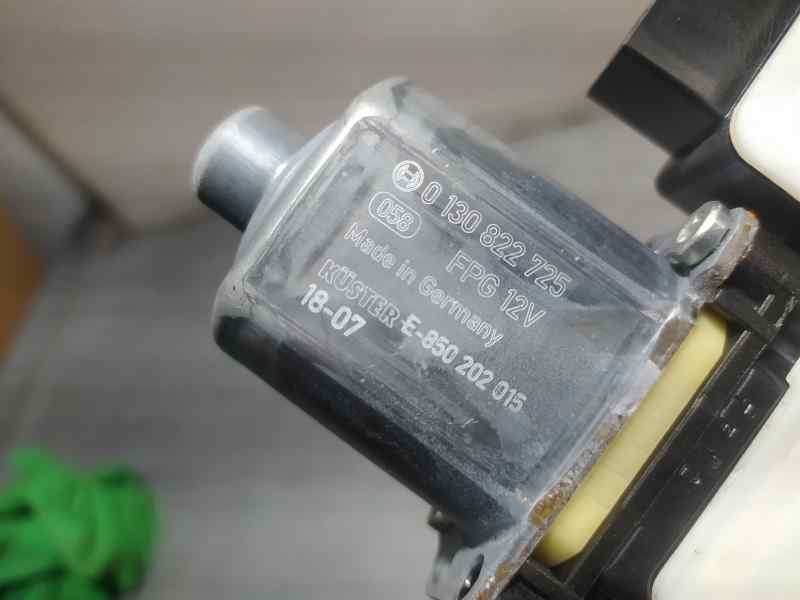 0 130 822 725
058 FPG 12V
Made in Germany
KÜSTER E-850 202 015
18-07